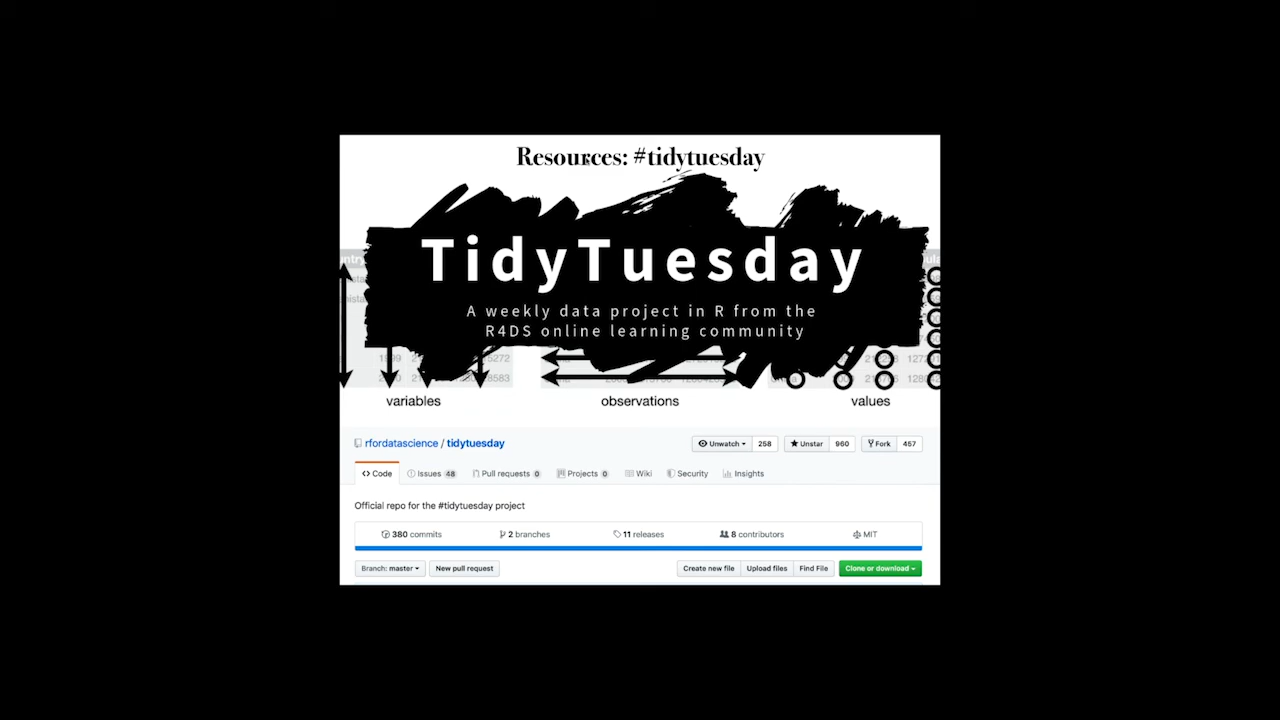 Resources: #tidytuesday
TidyTuesday
A weekly data project in R from the
R4DS online learning community
variables observations values
rfordatascience / tidytuesday Unwatch 258 Unstar 960 Fork 457
Code Issues 48 Pull requests 0 Projects 0 Wiki Security Insights
Official repo for the #tidytuesday project
380 commits 2 branches 11 releases 8 contributors MIT
Branch: master New pull request Create new file Upload files Find File Clone or download